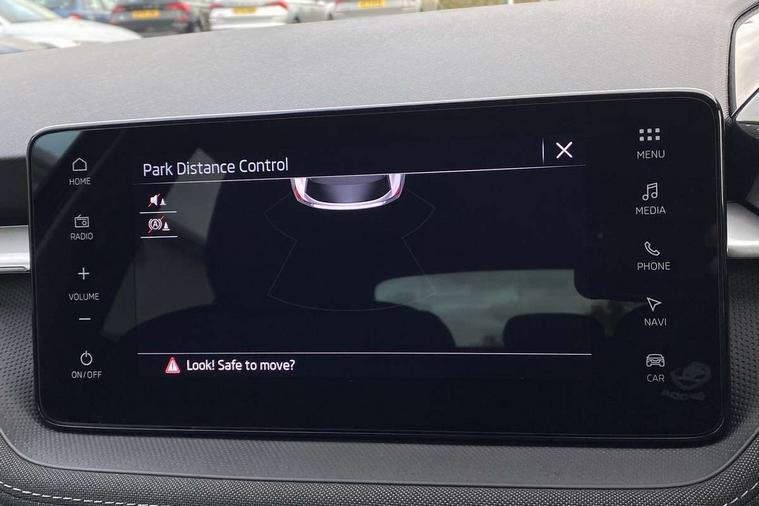 Park Distance Control
HOME
RADIO
+
VOLUME
−
ON/OFF
MENU
MEDIA
PHONE
NAVI
CAR
Look! Safe to move?